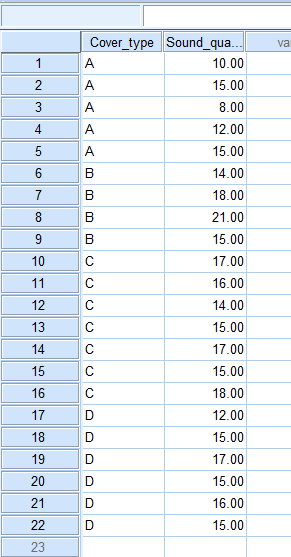 Cover_type Sound_qua... va
1 A 10.00
2 A 15.00
3 A 8.00
4 A 12.00
5 A 15.00
6 B 14.00
7 B 18.00
8 B 21.00
9 B 15.00
10 C 17.00
11 C 16.00
12 C 14.00
13 C 15.00
14 C 17.00
15 C 15.00
16 C 18.00
17 D 12.00
18 D 15.00
19 D 17.00
20 D 15.00
21 D 16.00
22 D 15.00
23